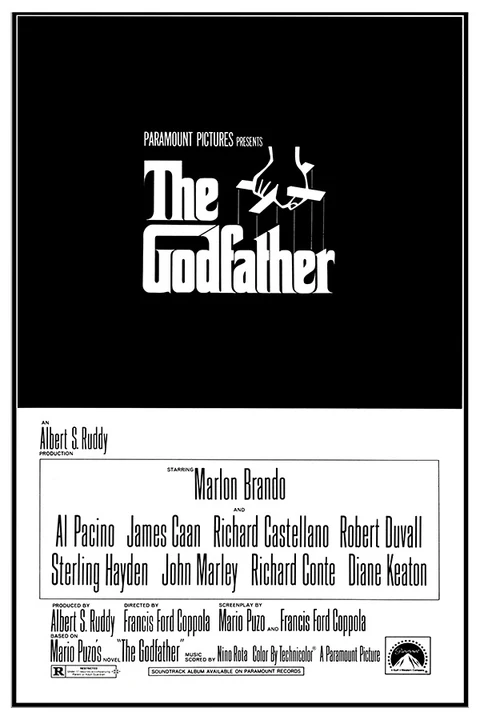 PARAMOUNT PICTURES PRESENTS
The
Godfather
AN
Albert S. Ruddy
PRODUCTION
STARRING Marlon Brando
AND
Al Pacino James Caan Richard Castellano Robert Duvall
Sterling Hayden John Marley Richard Conte Diane Keaton
PRODUCED BY DIRECTED BY SCREENPLAY BY
Albert S. Ruddy Francis Ford Coppola Mario Puzo AND Francis Ford Coppola
BASED ON
Mario Puzo's NOVEL "The Godfather" MUSIC SCORED BY Nino Rota Color By Technicolor® A Paramount Picture
R RESTRICTED
SOUNDTRACK ALBUM AVAILABLE ON PARAMOUNT RECORDS
Paramount